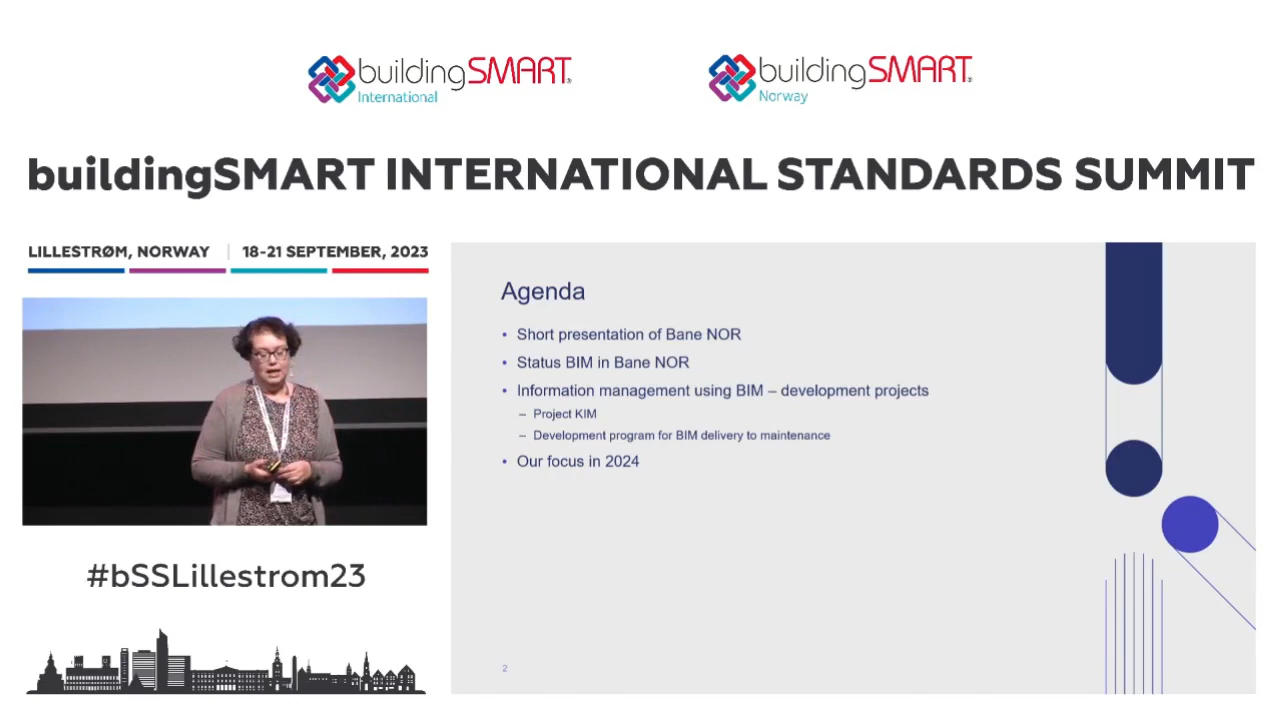 buildingSMART®
International
buildingSMART®
Norway
buildingSMART INTERNATIONAL STANDARDS SUMMIT
LILLESTRØM, NORWAY | 18-21 SEPTEMBER, 2023
Agenda
• Short presentation of Bane NOR
• Status BIM in Bane NOR
• Information management using BIM – development projects
– Project KIM
– Development program for BIM delivery to maintenance
• Our focus in 2024
2
#bSSLillestrom23